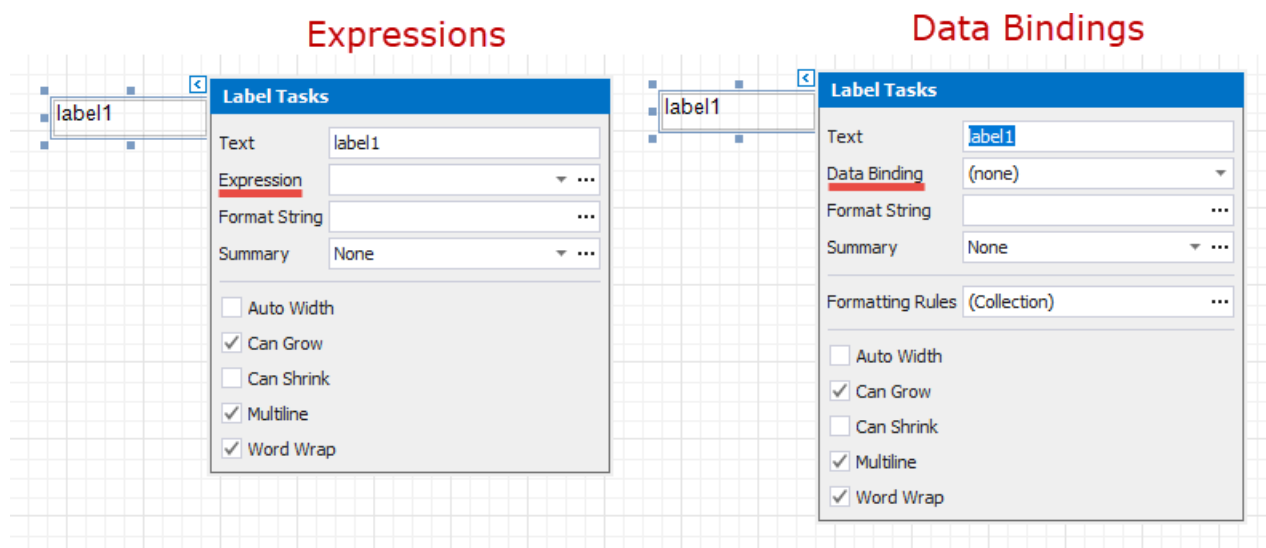 Expressions
label1
Label Tasks
Text label1
Expression
Format String
Summary None
Auto Width
Can Grow
Can Shrink
Multiline
Word Wrap
Data Bindings
label1
Label Tasks
Text label1
Data Binding (none)
Format String
Summary None
Formatting Rules (Collection)
Auto Width
Can Grow
Can Shrink
Multiline
Word Wrap